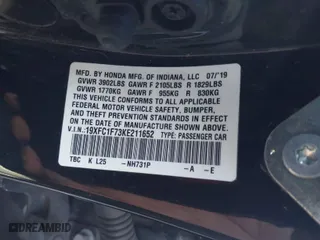 MFD. BY HONDA MFG. OF INDIANA, LLC 07/'19
GVWR 3902LBS GAWR F 2105LBS R 1829LBS
GVWR 1770KG GAWR F 955KG R 830KG
THIS VEHICLE CONFORMS TO ALL APPLICABLE
FEDERAL MOTOR VEHICLE SAFETY, BUMPER,
AND THEFT PREVENTION STANDARDS IN EFFECT
ON THE DATE OF MANUFACTURE SHOWN ABOVE.
V.I.N.: 19XFC1F73KE211652 TYPE: PASSENGER CAR
TBC K L25 -NH731P -A -E
DREAMBID